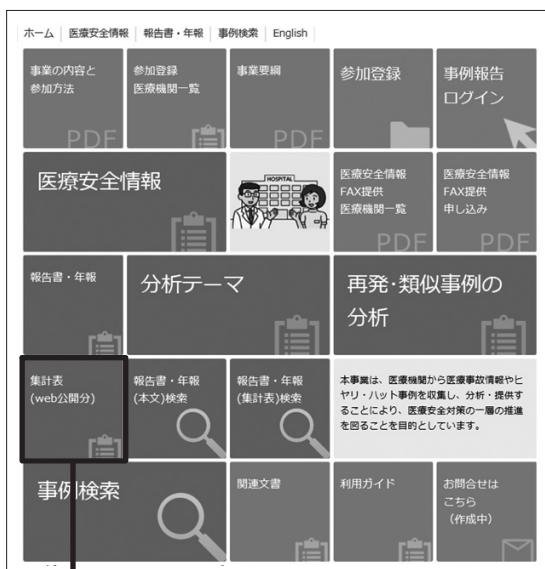 ホーム 医療安全情報 報告書・年報 事例検索 English
事業の内容と
参加方法
PDF
参加登録
医療機関一覧
事業要綱
PDF
参加登録
事例報告
ログイン
医療安全情報
HOSPITAL
医療安全情報
FAX提供
医療機関一覧
PDF
医療安全情報
FAX提供
申し込み
PDF
報告書・年報
分析テーマ
再発・類似事例の
分析
集計表
(web公開分)
報告書・年報
(本文)検索
報告書・年報
(集計表)検索
本事業は、医療機関から医療事故情報やヒ
ヤリ・ハット事例を収集し、分析・提供す
ることにより、医療安全対策の一層の推進
を図ることを目的としています。
事例検索
関連文書
利用ガイド
お問合せは
こちら
（作成中）